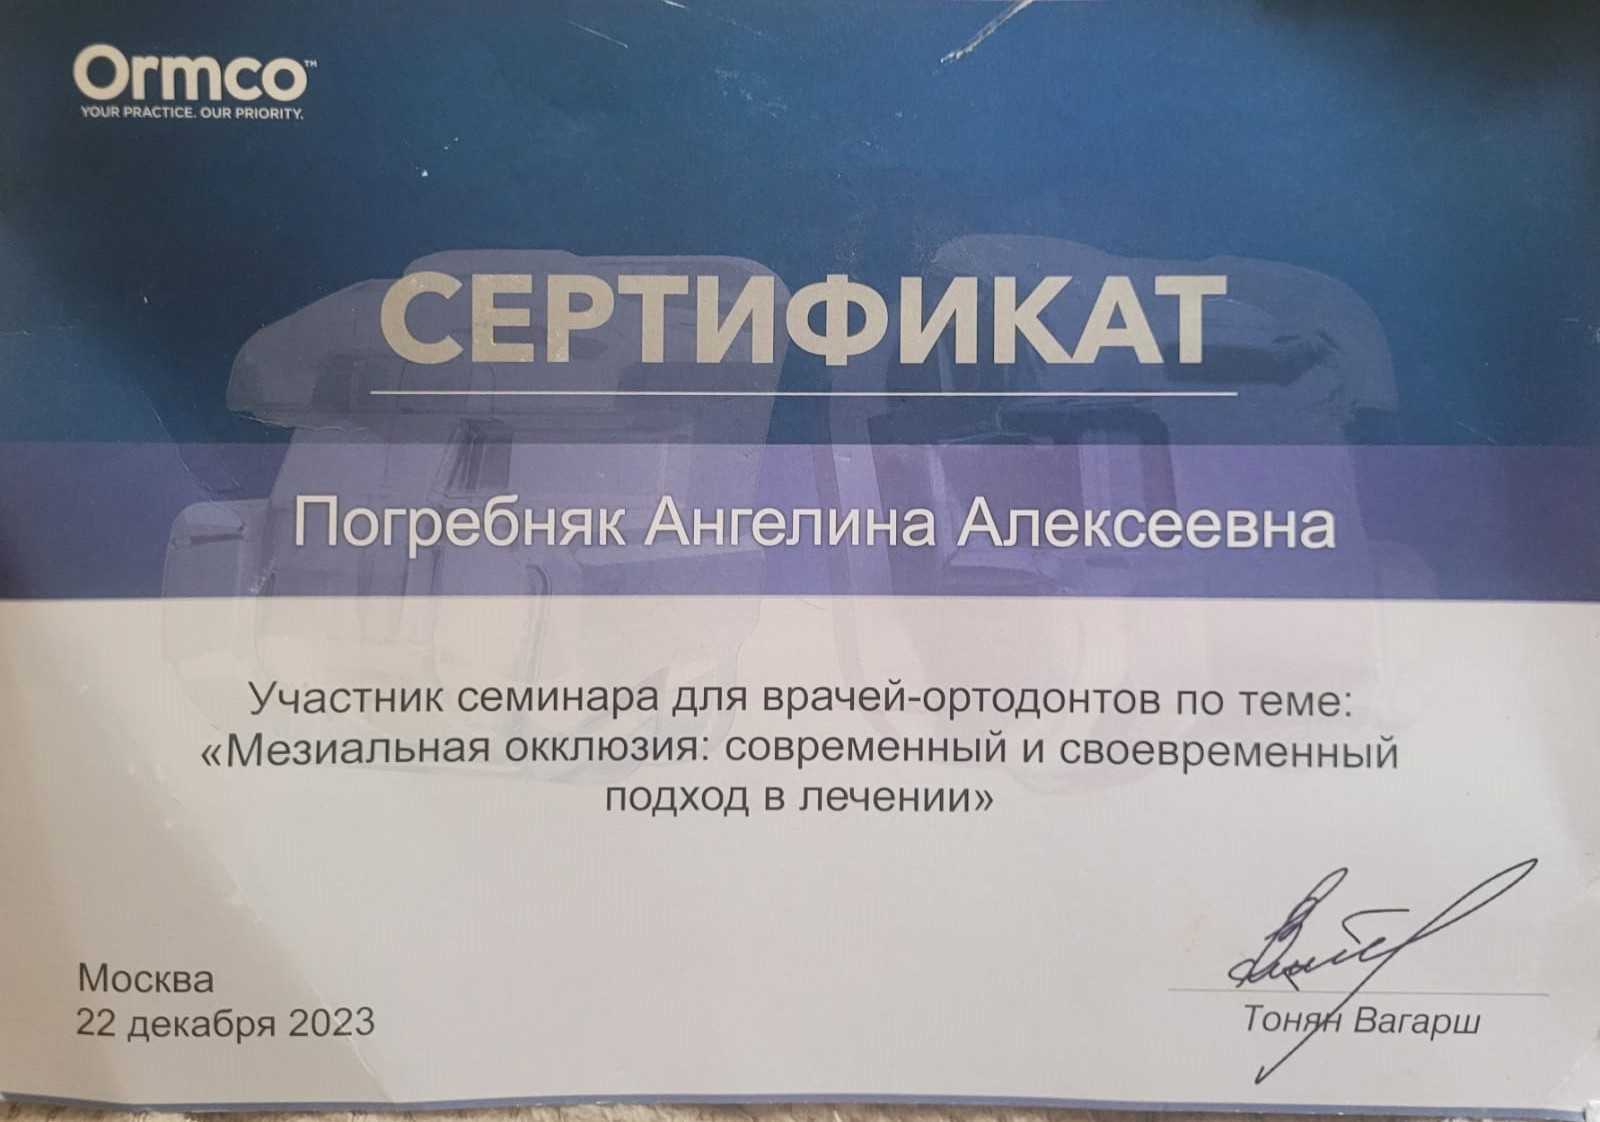 Ormco™
YOUR PRACTICE. OUR PRIORITY.
СЕРТИФИКАТ
Погребняк Ангелина Алексеевна
Участник семинара для врачей-ортодонтов по теме:
«Мезиальная окклюзия: современный и своевременный
подход в лечении»
Москва
22 декабря 2023
Тонян Вагарш